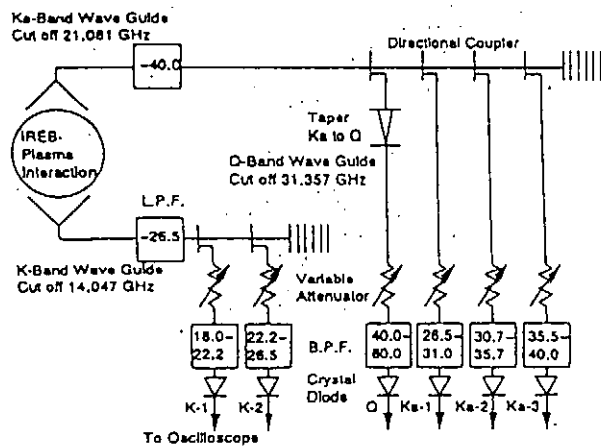 Ka-Band Wave Guide
Cut off 21,081 GHz
-40.0
Directional Coupler
IREB-
Plasma
Interaction
Taper
Ka to Q
Q-Band Wave Guide
Cut off 31,357 GHz
L.P.F.
-26.5
K-Band Wave Guide
Cut off 14,047 GHz
Variable
Attenuator
18.0-
22.2
22.2-
26.5
B.P.F.
40.0-
60.0
26.5-
31.0
30.7-
35.7
35.5-
40.0
Crystal
Diode
K-1
K-2
Q
Ka-1
Ka-2
Ka-3
To Oscilloscope